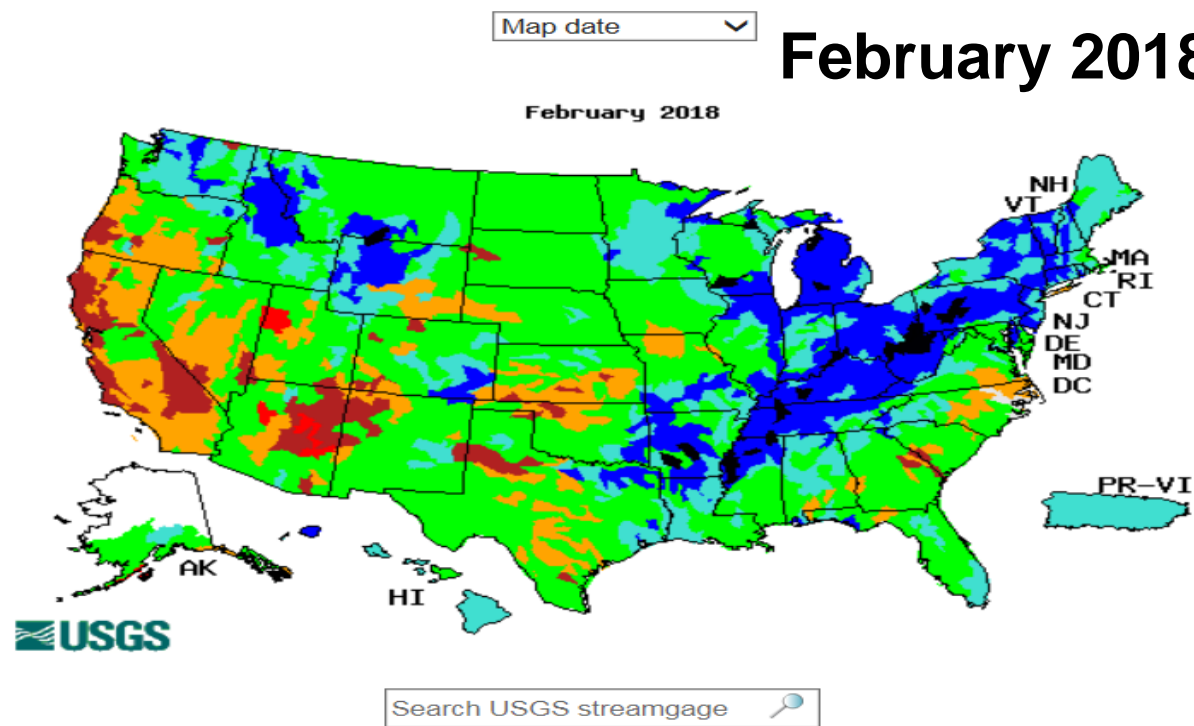 Map date
February 2018
February 2018
NH
VT
MA
RI
CT
NJ
DE
MD
DC
PR-VI
AK
HI
USGS
Search USGS streamgage